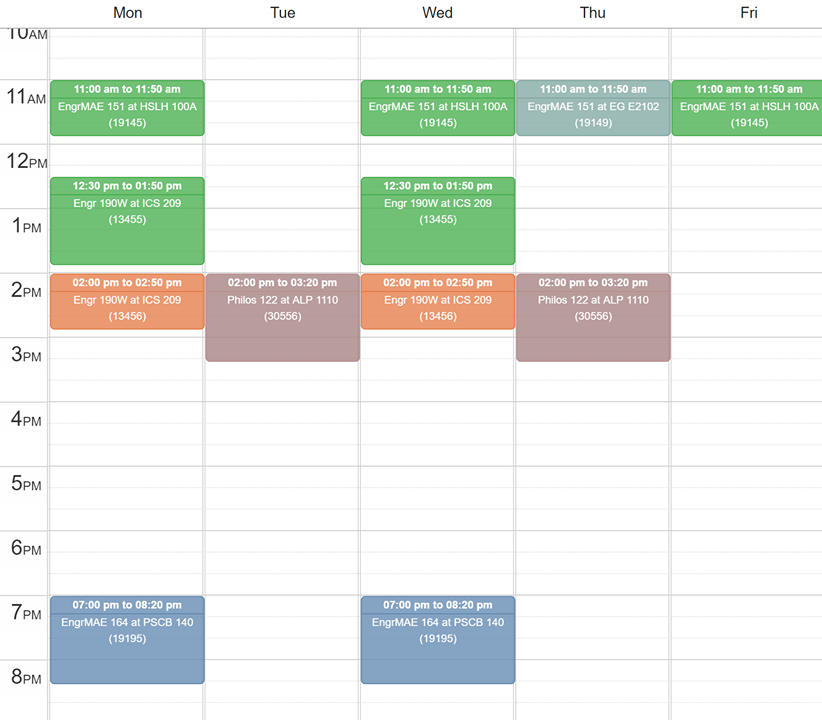 Mon Tue Wed Thu Fri
10AM
11AM
11:00 am to 11:50 am
EngrMAE 151 at HSLH 100A
(19145)
11:00 am to 11:50 am
EngrMAE 151 at HSLH 100A
(19145)
11:00 am to 11:50 am
EngrMAE 151 at EG E2102
(19149)
11:00 am to 11:50 am
EngrMAE 151 at HSLH 100A
(19145)
12PM
12:30 pm to 01:50 pm
Engr 190W at ICS 209
(13455)
12:30 pm to 01:50 pm
Engr 190W at ICS 209
(13455)
1PM
2PM
02:00 pm to 02:50 pm
Engr 190W at ICS 209
(13456)
02:00 pm to 03:20 pm
Philos 122 at ALP 1110
(30556)
02:00 pm to 02:50 pm
Engr 190W at ICS 209
(13456)
02:00 pm to 03:20 pm
Philos 122 at ALP 1110
(30556)
3PM
4PM
5PM
6PM
7PM
07:00 pm to 08:20 pm
EngrMAE 164 at PSCB 140
(19195)
07:00 pm to 08:20 pm
EngrMAE 164 at PSCB 140
(19195)
8PM